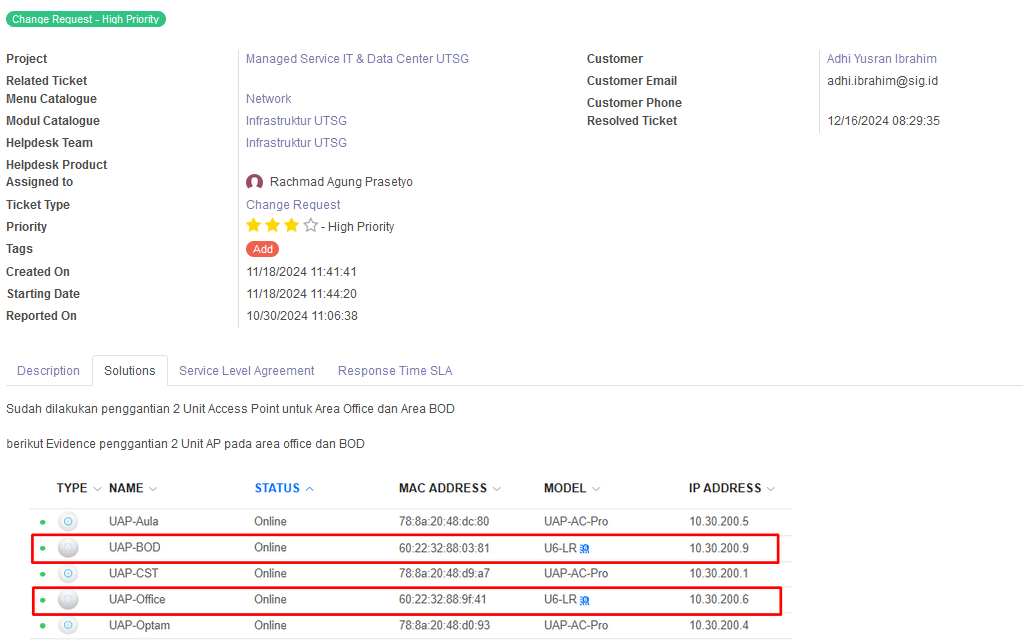 Change Request - High Priority
Project Managed Service IT & Data Center UTSG
Related Ticket
Menu Catalogue Network
Modul Catalogue Infrastruktur UTSG
Helpdesk Team Infrastruktur UTSG
Helpdesk Product
Assigned to Rachmad Agung Prasetyo
Ticket Type Change Request
Priority - High Priority
Tags Add
Created On 11/18/2024 11:41:41
Starting Date 11/18/2024 11:44:20
Reported On 10/30/2024 11:06:38
Customer Adhi Yusran Ibrahim
Customer Email adhi.ibrahim@sig.id
Customer Phone
Resolved Ticket 12/16/2024 08:29:35
Description Solutions Service Level Agreement Response Time SLA
Sudah dilakukan penggantian 2 Unit Access Point untuk Area Office dan Area BOD
berikut Evidence penggantian 2 Unit AP pada area office dan BOD
TYPE NAME STATUS MAC ADDRESS MODEL IP ADDRESS
UAP-Aula Online 78:8a:20:48:dc:80 UAP-AC-Pro 10.30.200.5
UAP-BOD Online 60:22:32:88:03:81 U6-LR 10.30.200.9
UAP-CST Online 78:8a:20:48:d9:a7 UAP-AC-Pro 10.30.200.1
UAP-Office Online 60:22:32:88:9f:41 U6-LR 10.30.200.6
UAP-Optam Online 78:8a:20:48:d0:93 UAP-AC-Pro 10.30.200.4